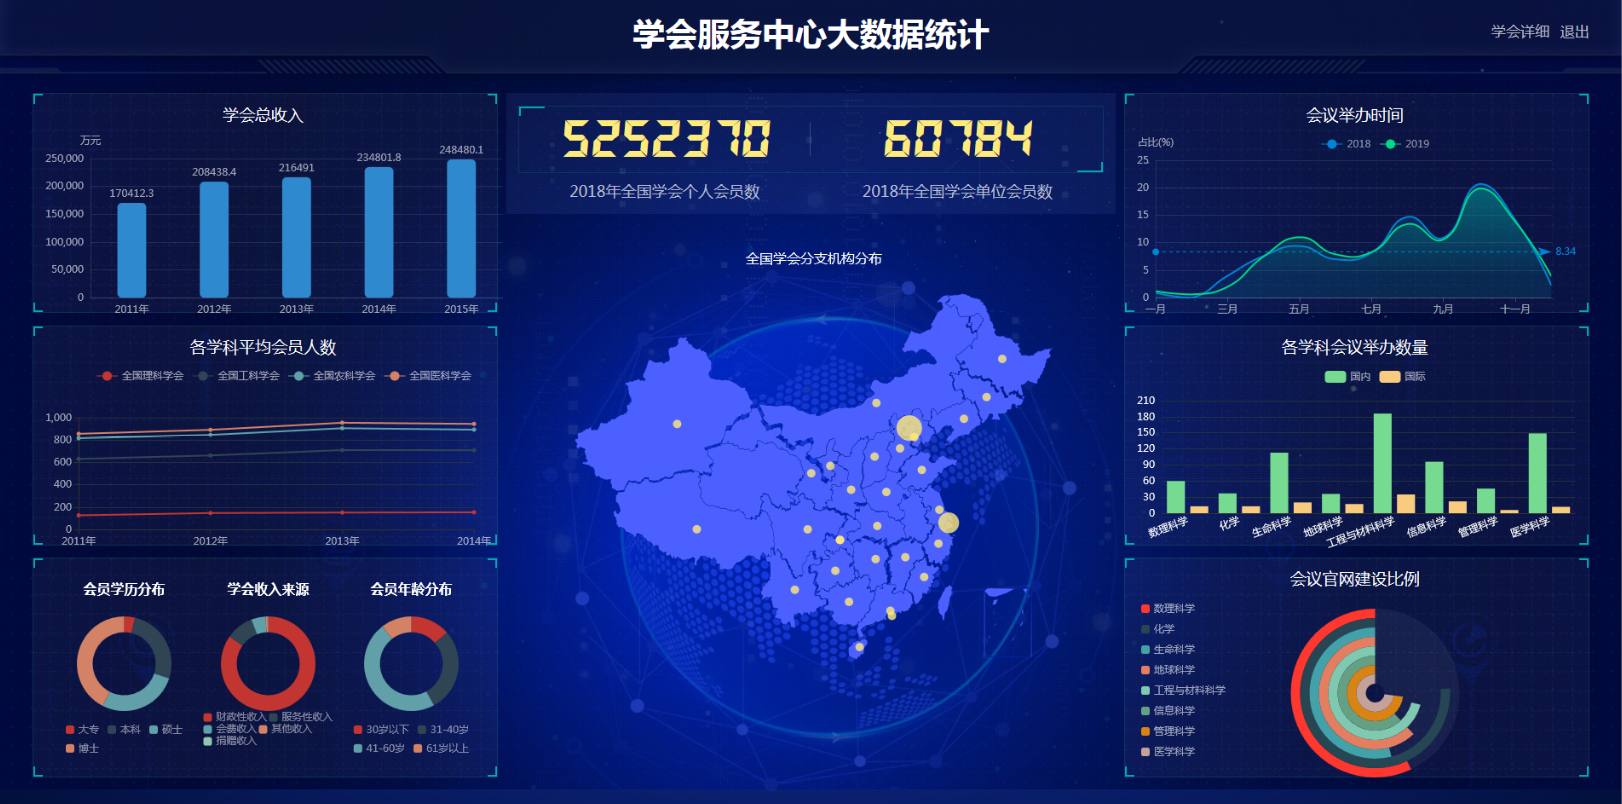 学会服务中心大数据统计
学会详细 退出
学会总收入
万元
250,000
200,000
150,000
100,000
50,000
0
170412.3
208438.4
216491
234801.8
248480.1
2011年 2012年 2013年 2014年 2015年
各学科平均会员人数
全国理科学会 全国工科学会 全国农科学会 全国医科学会
1,000
800
600
400
200
0
2011年 2012年 2013年 2014年
会员学历分布
大专 本科 硕士
博士
学会收入来源
财政性收入 服务性收入
会费收入 其他收入
捐赠收入
会员年龄分布
30岁以下 31-40岁
41-60岁 61岁以上
5252370 60784
2018年全国学会个人会员数 2018年全国学会单位会员数
全国学会分支机构分布
会议举办时间
占比(%)
2018 2019
25
20
15
10
5
0
8.34
一月 三月 五月 七月 九月 十一月
各学科会议举办数量
国内 国际
210
180
150
120
90
60
30
0
数理科学 化学 生命科学 地球科学 工程与材料科学 信息科学 管理科学 医学科学
会议官网建设比例
数理科学
化学
生命科学
地球科学
工程与材料科学
信息科学
管理科学
医学科学